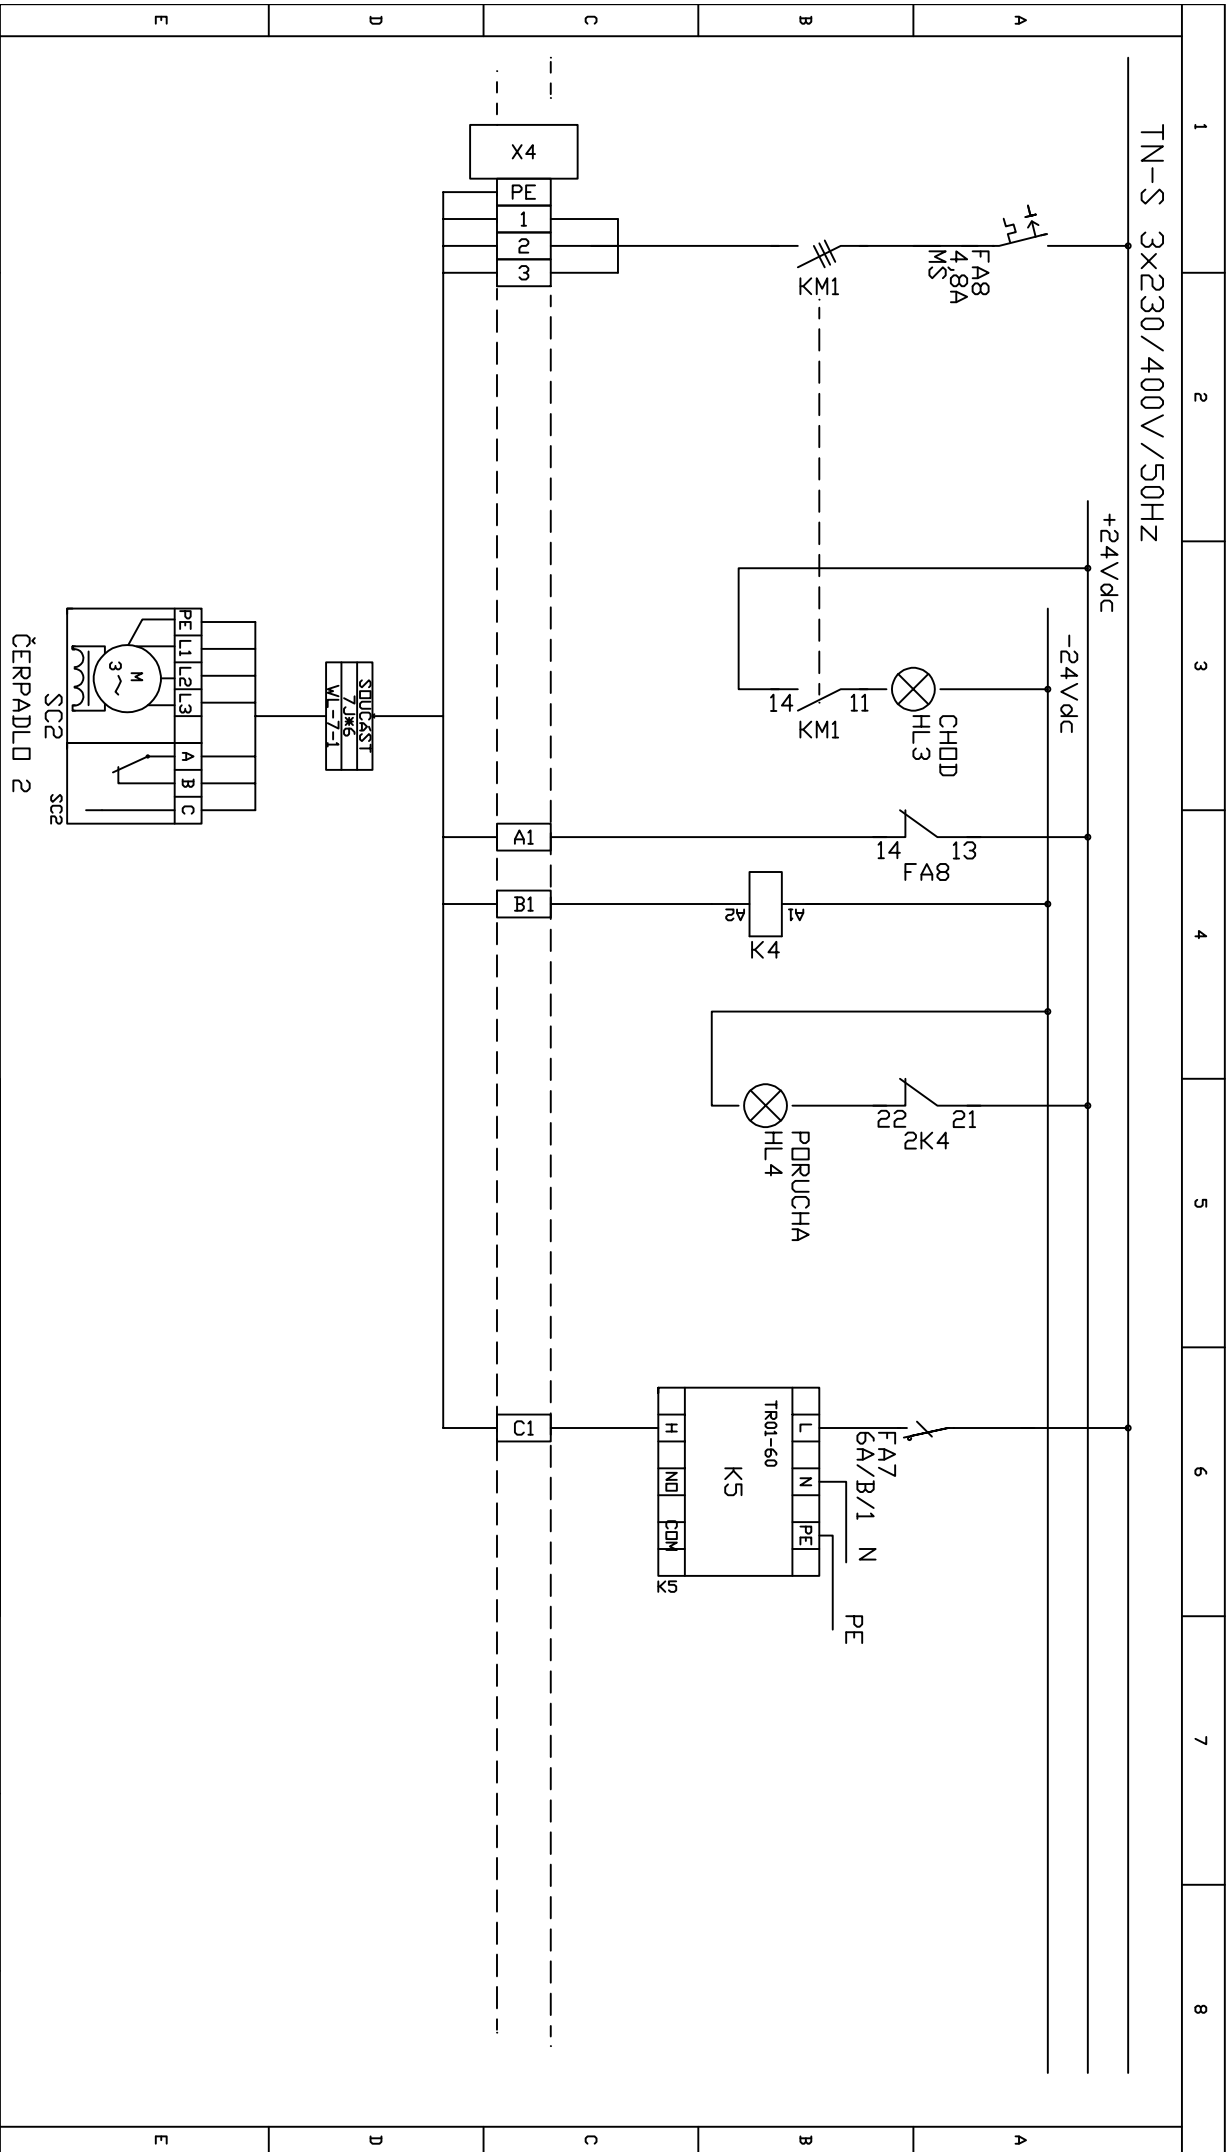 1
2
3
4
5
6
7
8
A
B
C
D
E
A
B
C
D
E
TN-S 3x230/400V/50Hz
+24Vdc
-24Vdc
FA8
4,8A
MS
KM1
CHOD
HL3
11
14
KM1
13
14
FA8
A1
A2
K4
21
22
2K4
PORUCHA
HL4
FA7
6A/B/1
N
PE
L
N
PE
TR01-60
K5
H
NO
COM
K5
X4
PE
1
2
3
A1
B1
C1
SOUCAST
7J*6
WL-7-1
PE
L1
L2
L3
A
B
C
M
3~
SC2
SC2
ČERPADLO 2